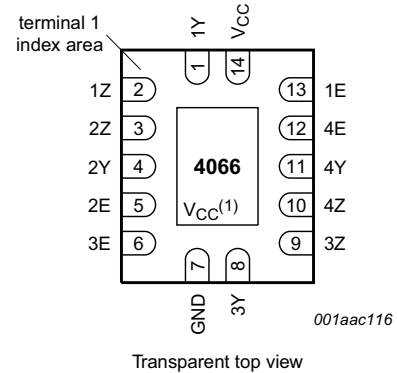 terminal 1
index area
1Y
VCC
1
14
1Z 2
13 1E
2Z 3
12 4E
2Y 4
4066
11 4Y
2E 5
VCC(1)
10 4Z
3E 6
9 3Z
7
8
GND
3Y
001aac116
Transparent top view